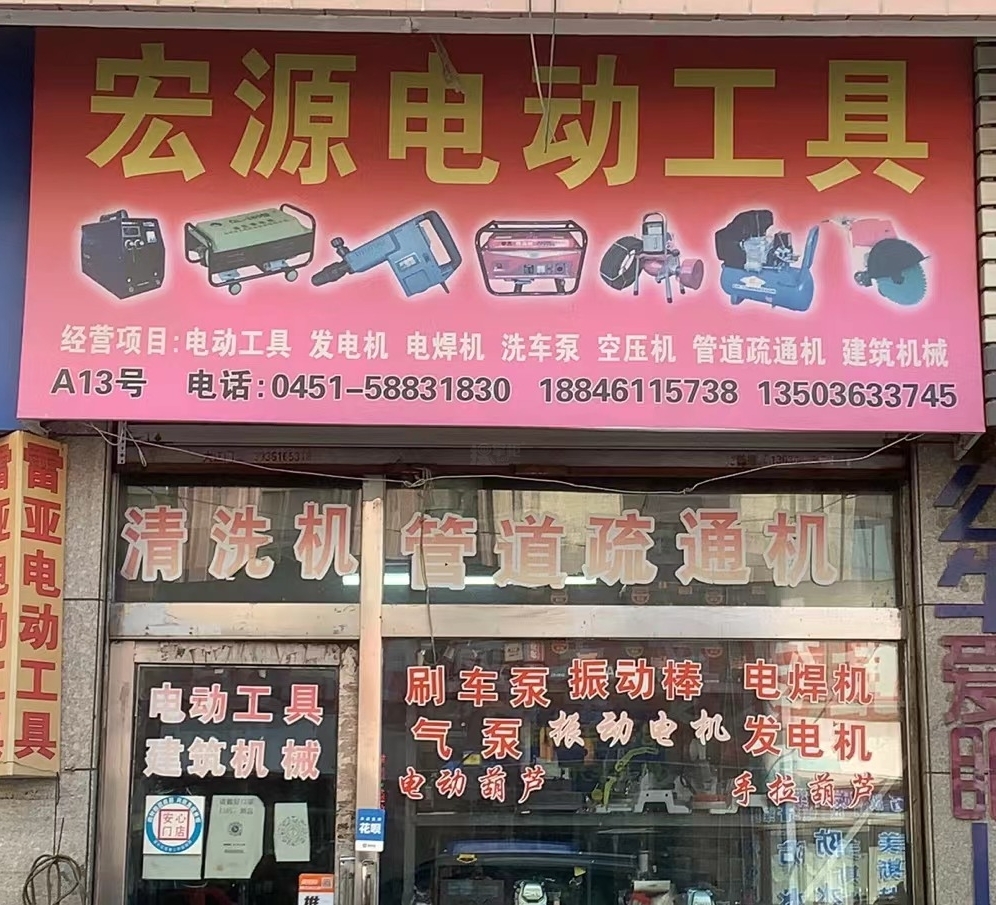 宏源电动工具
经营项目:电动工具 发电机 电焊机 洗车泵 空压机 管道疏通机 建筑机械
A13号 电话:0451-58831830 18846115738 13503633745
雷亚电动工具
清洗机 管道疏通机
电动工具
建筑机械
刷车泵 振动棒 电焊机
气泵 振动电机 发电机
电动葫芦 手拉葫芦
安心
门店
花呗